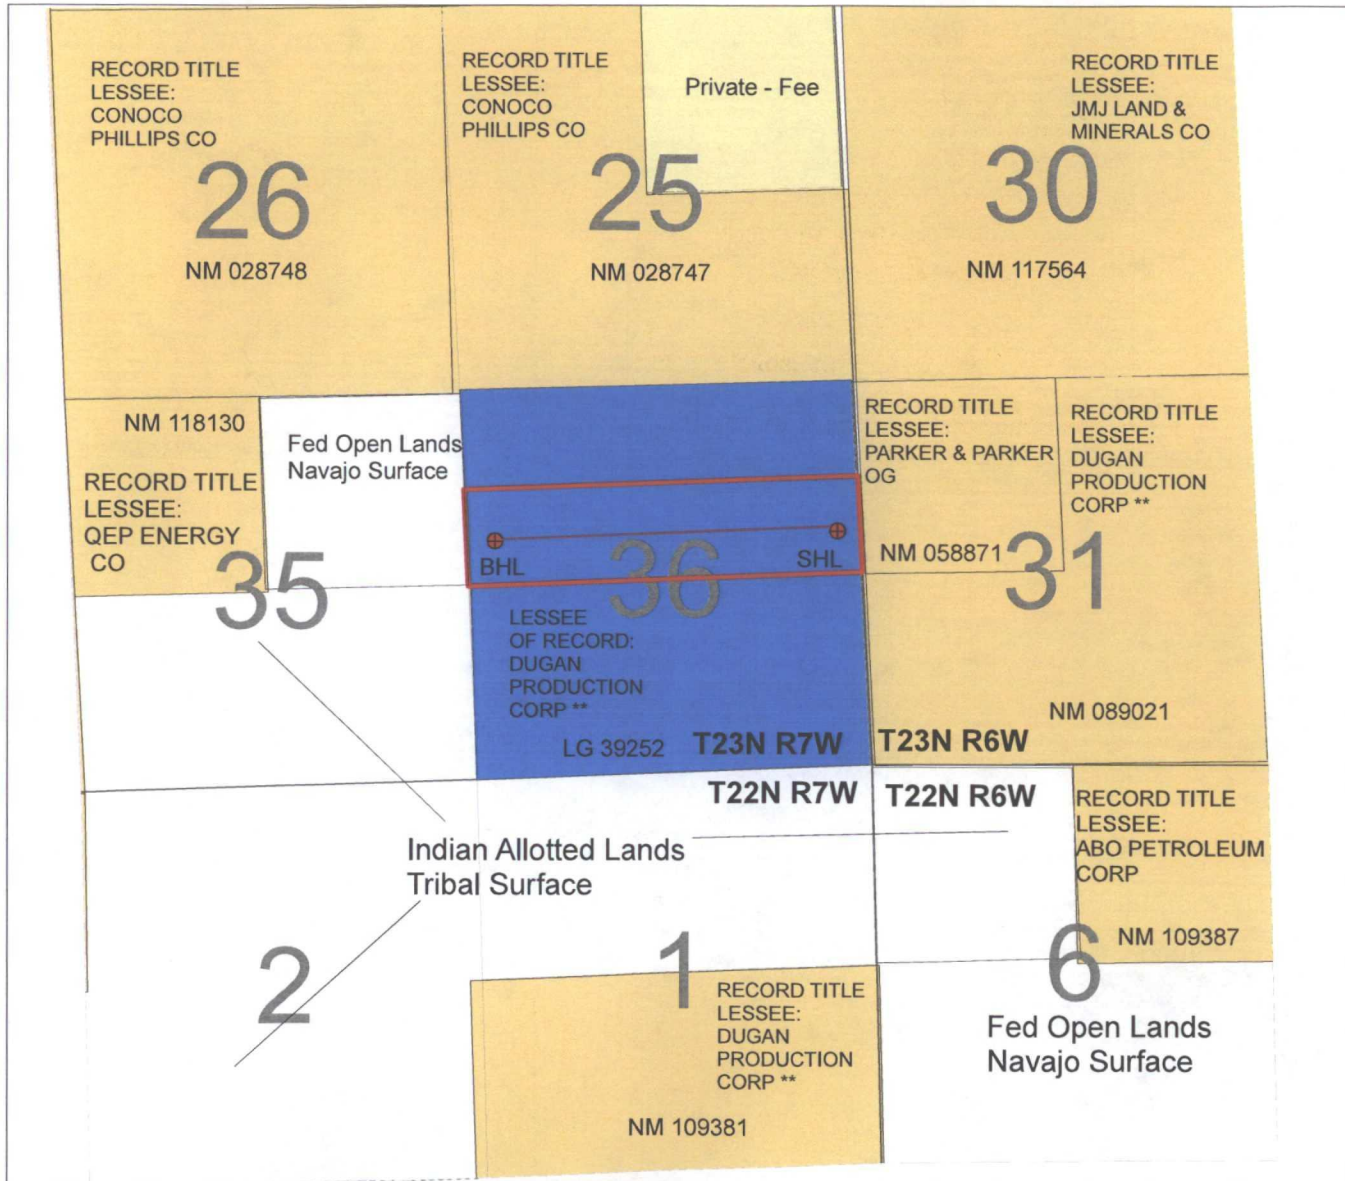 RECORD TITLE
LESSEE:
CONOCO
PHILLIPS CO
26
NM 028748
RECORD TITLE
LESSEE:
CONOCO
PHILLIPS CO
25
NM 028747
Private - Fee
RECORD TITLE
LESSEE:
JMJ LAND &
MINERALS CO
30
NM 117564
NM 118130
RECORD TITLE
LESSEE:
QEP ENERGY
CO
35
Fed Open Lands
Navajo Surface
BHL
SHL
36
LESSEE
OF RECORD:
DUGAN
PRODUCTION
CORP **
LG 39252
T23N R7W
RECORD TITLE
LESSEE:
PARKER & PARKER
OG
NM 058871
RECORD TITLE
LESSEE:
DUGAN
PRODUCTION
CORP **
31
NM 089021
T23N R6W
T22N R7W
T22N R6W
Indian Allotted Lands
Tribal Surface
RECORD TITLE
LESSEE:
ABO PETROLEUM
CORP
NM 109387
2
1
RECORD TITLE
LESSEE:
DUGAN
PRODUCTION
CORP **
NM 109381
6
Fed Open Lands
Navajo Surface